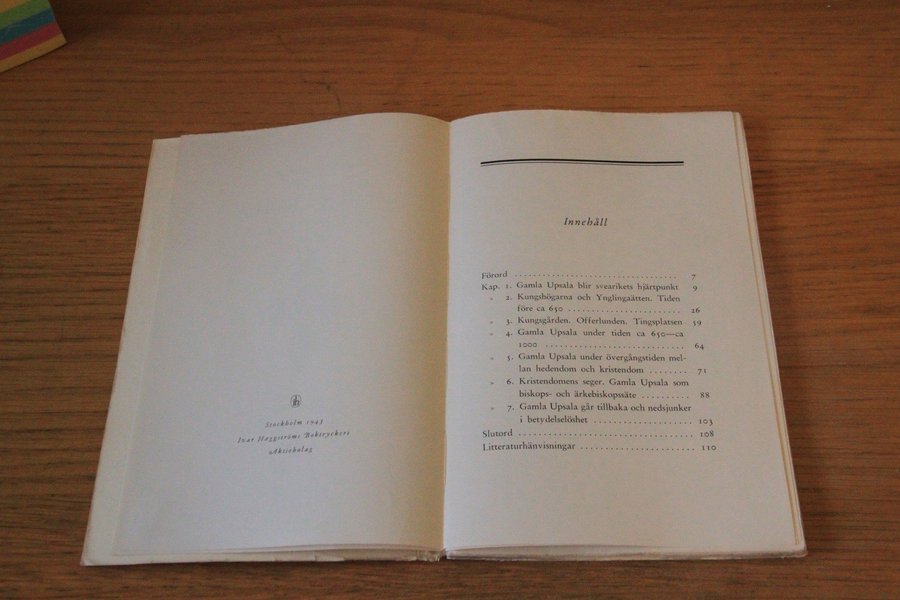 Stockholm 1943
Ivar Hæggströms Boktryckeri
Aktiebolag
Innehåll
Förord . . . . . . . . . . . . . . . . . . . . . . . . . . . . . . 7
Kap. 1. Gamla Upsala blir svearikets hjärtpunkt 9
» 2. Kungshögarna och Ynglingaätten. Tiden
före ca 650 . . . . . . . . . . . . . . . . . . . . . 26
» 3. Kungsgården. Offerlunden. Tingsplatsen 59
» 4. Gamla Upsala under tiden ca 650—ca
1000 . . . . . . . . . . . . . . . . . . . . . . . . . 64
» 5. Gamla Upsala under övergångstiden mel-
lan hedendom och kristendom . . . . . . . . 71
» 6. Kristendomens seger. Gamla Upsala som
biskops- och ärkebiskopssäte . . . . . . . . . 88
» 7. Gamla Upsala går tillbaka och nedsjunker
i betydelselöshet . . . . . . . . . . . . . . . . . . 103
Slutord . . . . . . . . . . . . . . . . . . . . . . . . . . . . . . 108
Litteraturhänvisningar . . . . . . . . . . . . . . . . . . . . 110